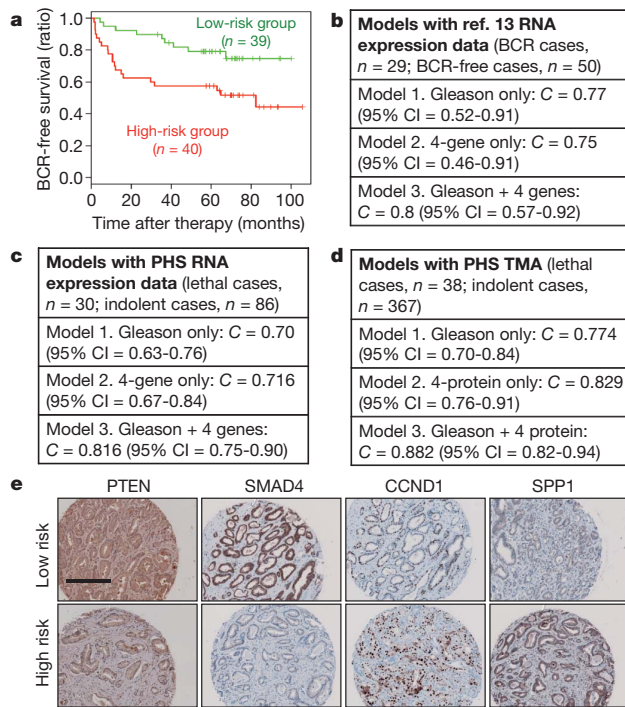 a
BCR-free survival (ratio)
1.0
0.8
0.6
0.4
0.2
0.0
Low-risk group
(n = 39)
High-risk group
(n = 40)
0 20 40 60 80 100
Time after therapy (months)
b
Models with ref. 13 RNA
expression data (BCR cases,
n = 29; BCR-free cases, n = 50)
Model 1. Gleason only: C = 0.77
(95% CI = 0.52-0.91)
Model 2. 4-gene only: C = 0.75
(95% CI = 0.46-0.91)
Model 3. Gleason + 4 genes:
C = 0.8 (95% CI = 0.57-0.92)
c
Models with PHS RNA
expression data (lethal cases,
n = 30; indolent cases, n = 86)
Model 1. Gleason only: C = 0.70
(95% CI = 0.63-0.76)
Model 2. 4-gene only: C = 0.716
(95% CI = 0.67-0.84)
Model 3. Gleason + 4 genes:
C = 0.816 (95% CI = 0.75-0.90)
d
Models with PHS TMA (lethal
cases, n = 38; indolent cases,
n = 367)
Model 1. Gleason only: C = 0.774
(95% CI = 0.70-0.84)
Model 2. 4-protein only: C = 0.829
(95% CI = 0.76-0.91)
Model 3. Gleason + 4 protein:
C = 0.882 (95% CI = 0.82-0.94)
e
PTEN SMAD4 CCND1 SPP1
Low risk
High risk